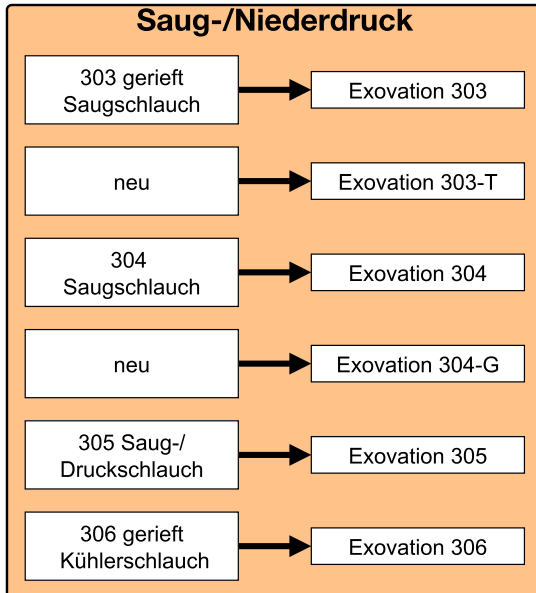 Saug-/Niederdruck
303 gerieft
Saugschlauch
Exovation 303
neu
Exovation 303-T
304
Saugschlauch
Exovation 304
neu
Exovation 304-G
305 Saug-/
Druckschlauch
Exovation 305
306 gerieft
Kühlerschlauch
Exovation 306